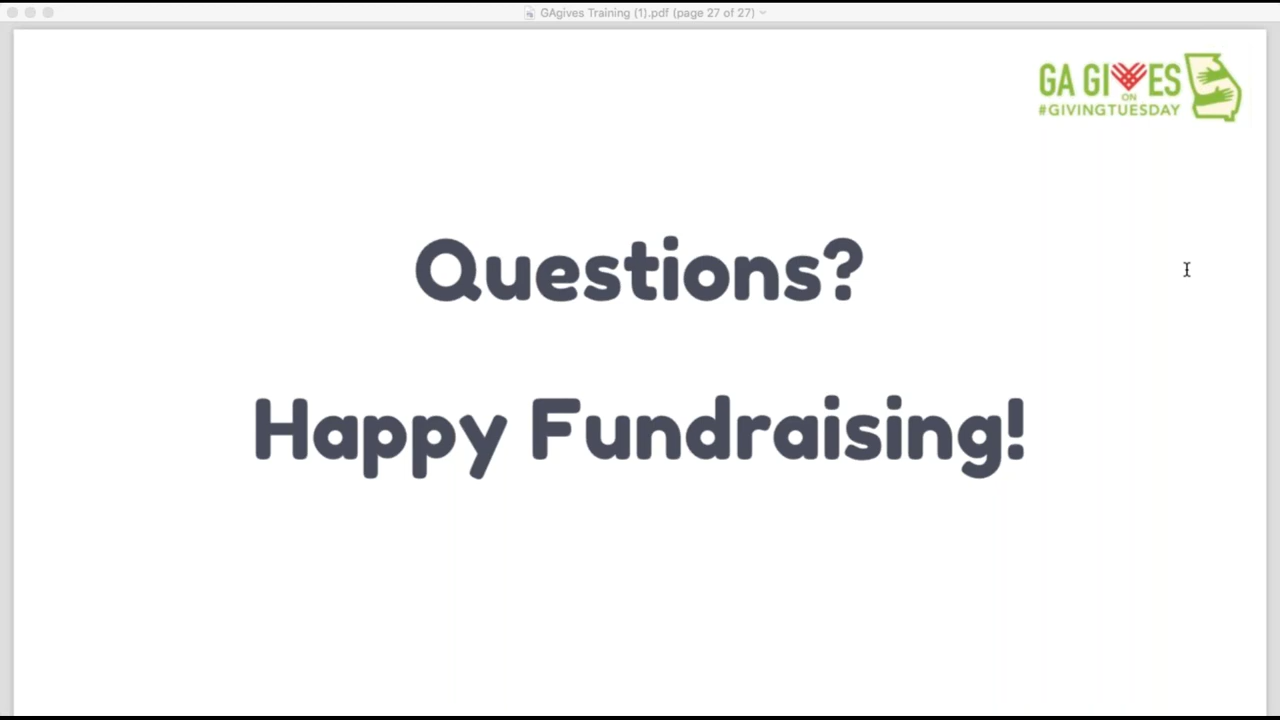 GAgives Training (1).pdf (page 27 of 27)
GA GIVES
ON
#GIVINGTUESDAY
Questions?
Happy Fundraising!